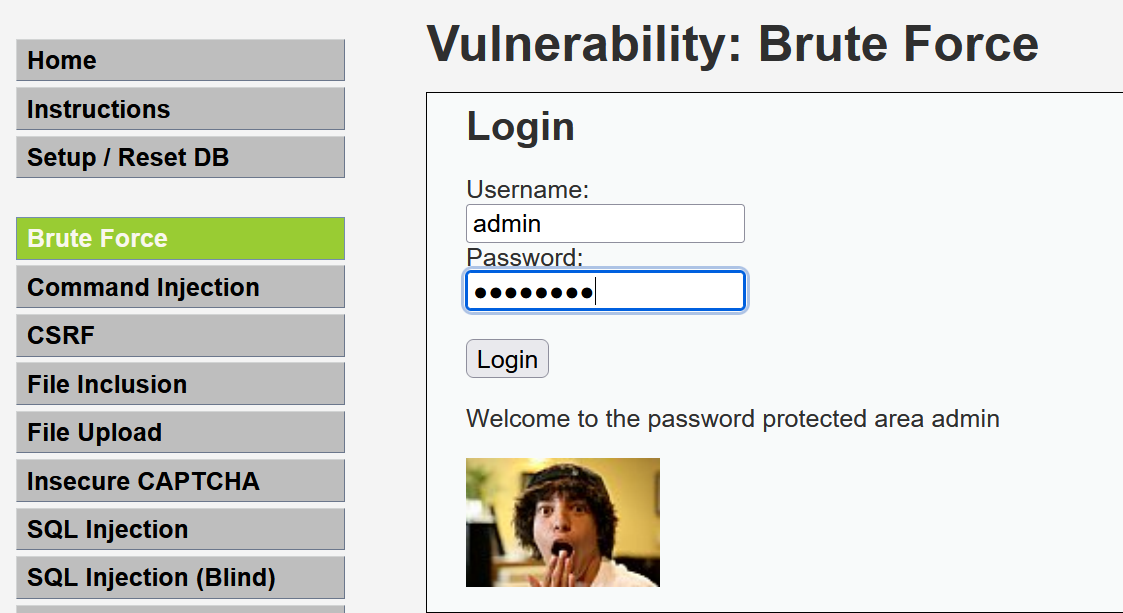 Home
Instructions
Setup / Reset DB
Brute Force
Command Injection
CSRF
File Inclusion
File Upload
Insecure CAPTCHA
SQL Injection
SQL Injection (Blind)
Vulnerability: Brute Force
Login
Username:
admin
Password:
●●●●●●●●
Login
Welcome to the password protected area admin